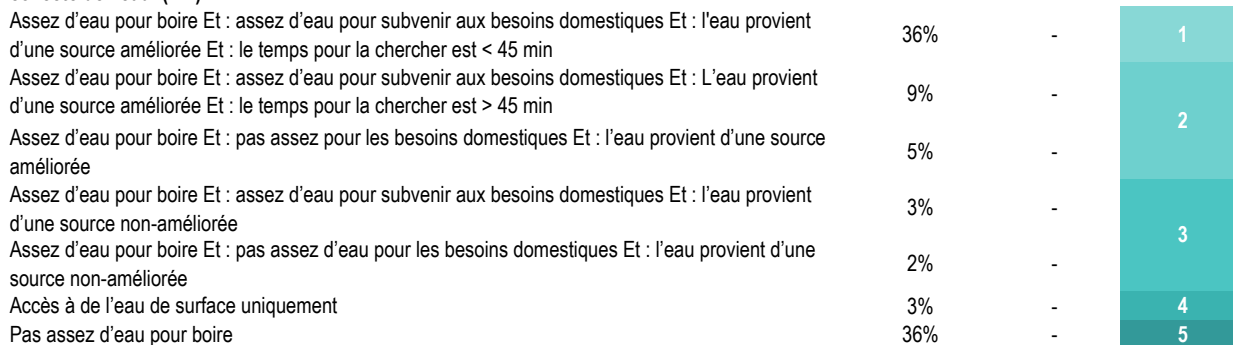 Assez d’eau pour boire Et : assez d’eau pour subvenir aux besoins domestiques Et : l'eau provient
d’une source améliorée Et : le temps pour la chercher est < 45 min
36% - 1
Assez d’eau pour boire Et : assez d’eau pour subvenir aux besoins domestiques Et : L’eau provient
d’une source améliorée Et : le temps pour la chercher est > 45 min
9% -
2
Assez d’eau pour boire Et : pas assez pour les besoins domestiques Et : l’eau provient d’une source
améliorée
5% -
Assez d’eau pour boire Et : assez d’eau pour subvenir aux besoins domestiques Et : l’eau provient
d’une source non-améliorée
3% -
3
Assez d’eau pour boire Et : pas assez d’eau pour les besoins domestiques Et : l’eau provient d’une
source non-améliorée
2% -
Accès à de l’eau de surface uniquement 3% - 4
Pas assez d’eau pour boire 36% - 5